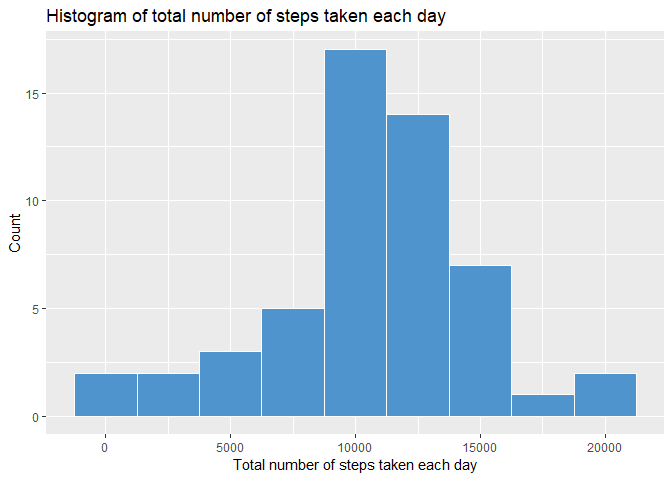 Histogram of total number of steps taken each day
15
10
5
0
Count
0 5000 10000 15000 20000
Total number of steps taken each day